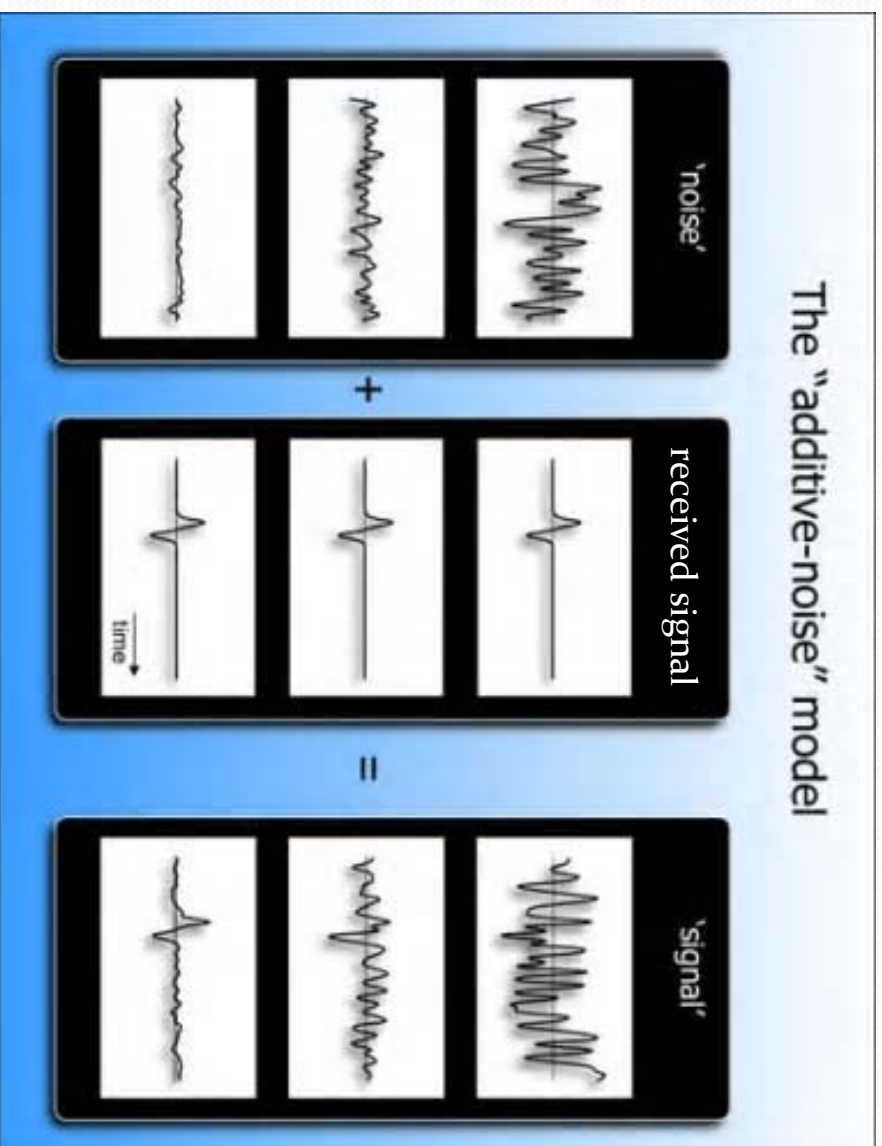 The "additive-noise" model
'noise'
+
received signal
=
'signal'
time